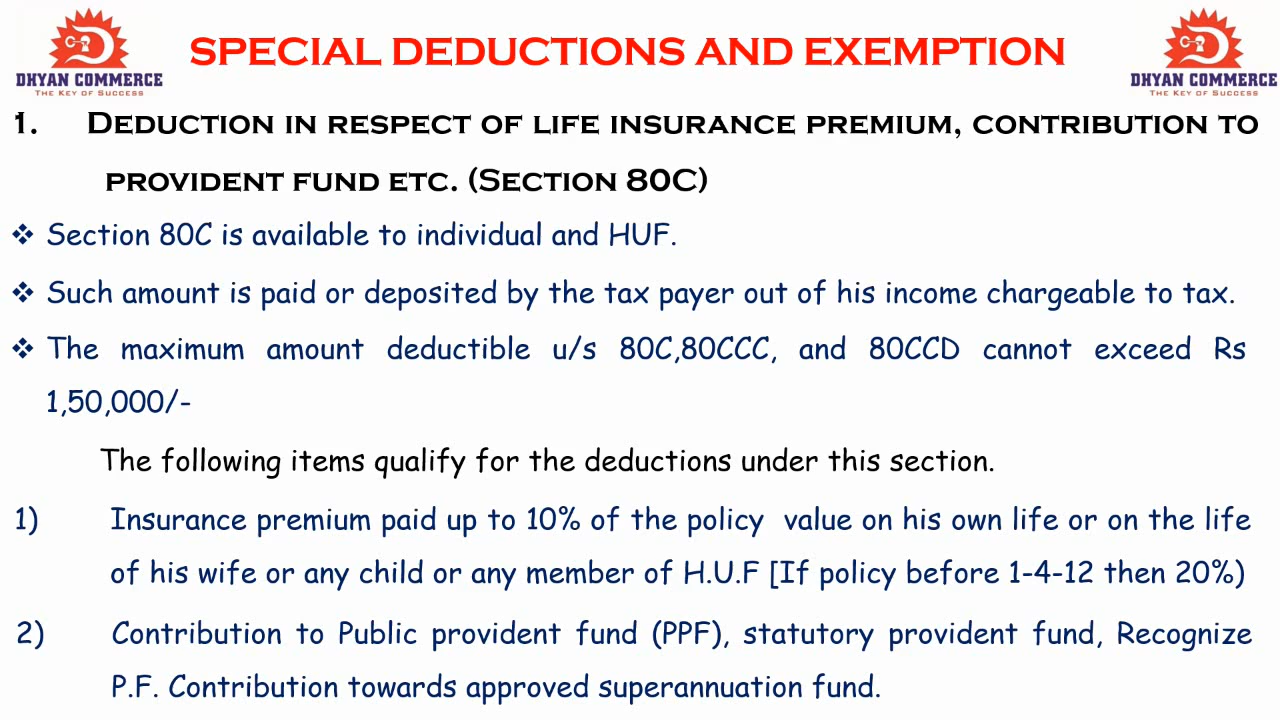 DHYAN COMMERCE
THE KEY OF SUCCESS
SPECIAL DEDUCTIONS AND EXEMPTION
DHYAN COMMERCE
THE KEY OF SUCCESS
1. DEDUCTION IN RESPECT OF LIFE INSURANCE PREMIUM, CONTRIBUTION TO
PROVIDENT FUND ETC. (SECTION 80C)
❖ Section 80C is available to individual and HUF.
❖ Such amount is paid or deposited by the tax payer out of his income chargeable to tax.
❖ The maximum amount deductible u/s 80C,80CCC, and 80CCD cannot exceed Rs
1,50,000/-
The following items qualify for the deductions under this section.
1) Insurance premium paid up to 10% of the policy value on his own life or on the life
of his wife or any child or any member of H.U.F [If policy before 1-4-12 then 20%)
2) Contribution to Public provident fund (PPF), statutory provident fund, Recognize
P.F. Contribution towards approved superannuation fund.